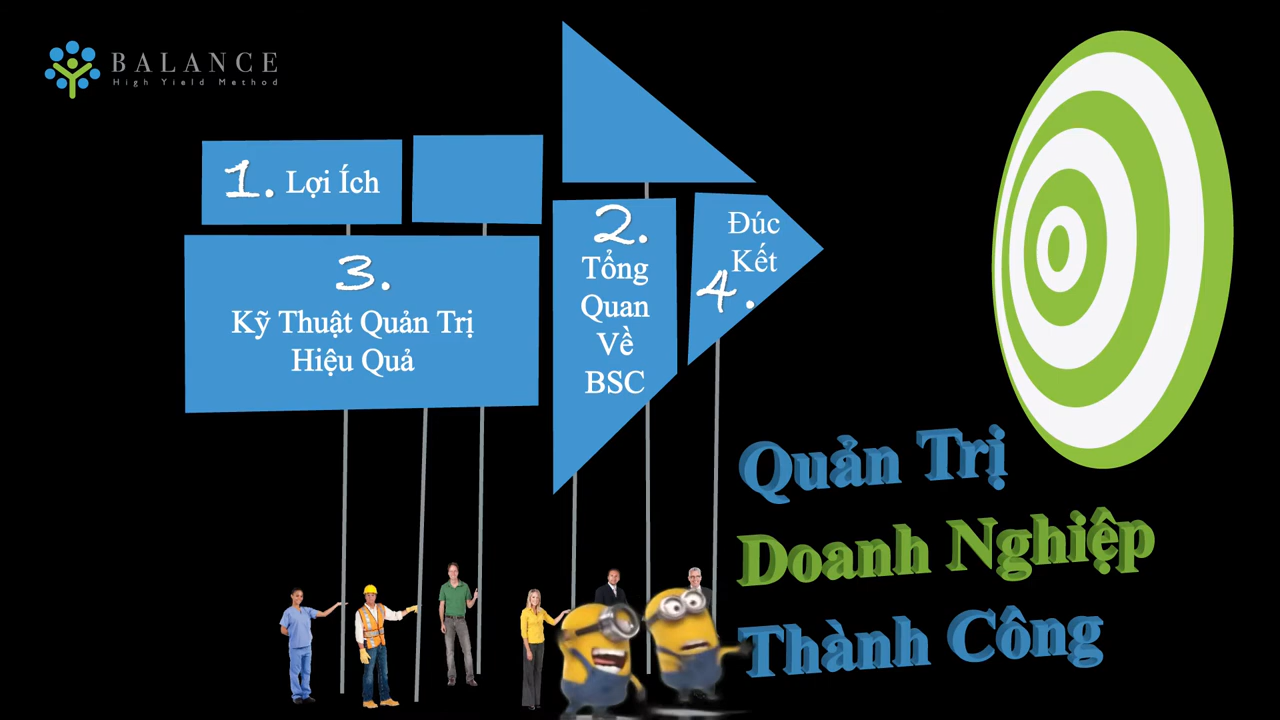 BALANCE
High Yield Method
1. Lợi Ích
2.
Tổng
Quan
Về
BSC
3.
Kỹ Thuật Quản Trị
Hiệu Quả
Đúc
Kết
4.
Quản Trị
Doanh Nghiệp
Thành Công